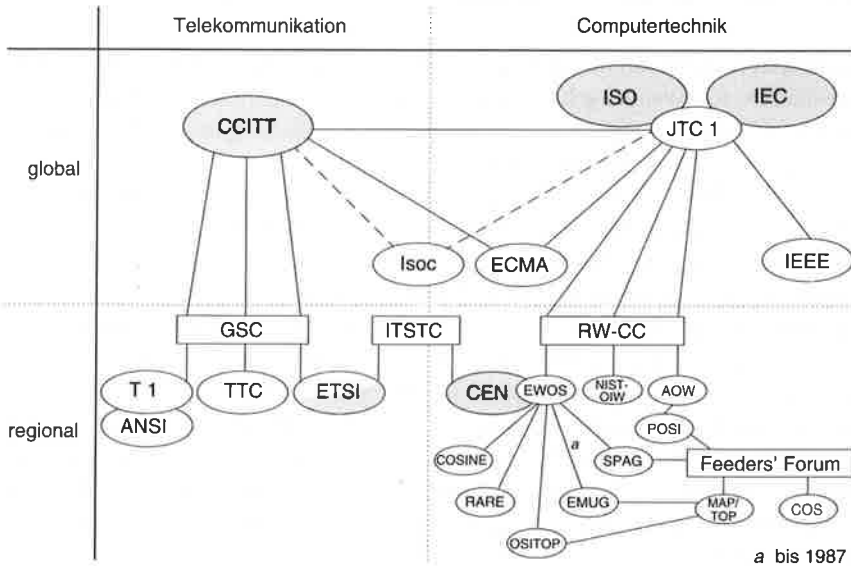 Telekommunikation
Computertechnik
global
CCITT
ISO
IEC
JTC 1
Isoc
ECMA
IEEE
regional
GSC
ITSTC
RW-CC
T 1
ANSI
TTC
ETSI
CEN
EWOS
NIST-
OIW
AOW
POSI
COSINE
a
SPAG
Feeders' Forum
RARE
EMUG
MAP/
TOP
COS
OSITOP
a bis 1987